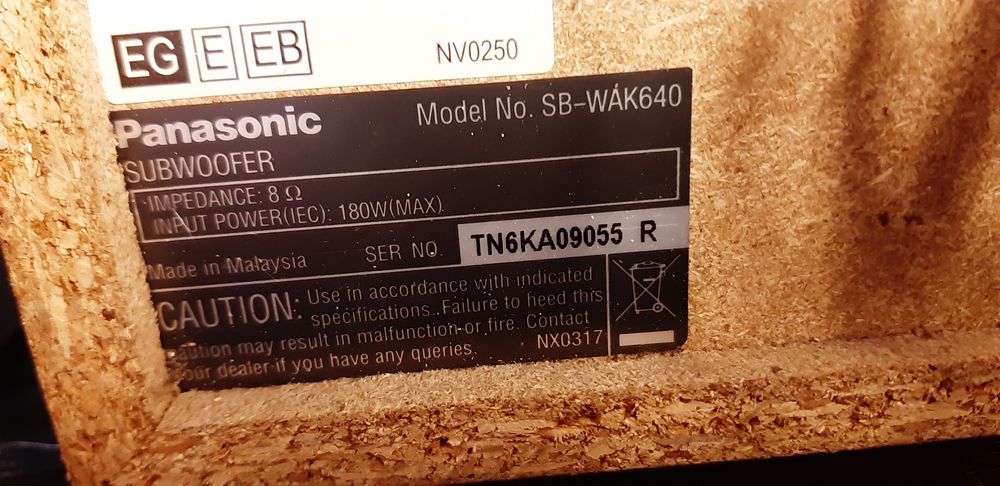 EG E EB
NV0250
Panasonic
Model No. SB-WAK640
SUBWOOFER
IMPEDANCE: 8 Ω
INPUT POWER(IEC): 180W(MAX)
Made in Malaysia
SER NO. TN6KA09055 R
CAUTION: Use in accordance with indicated
specifications. Failure to heed this
caution may result in malfunction or fire. Contact
your dealer if you have any queries.
NX0317